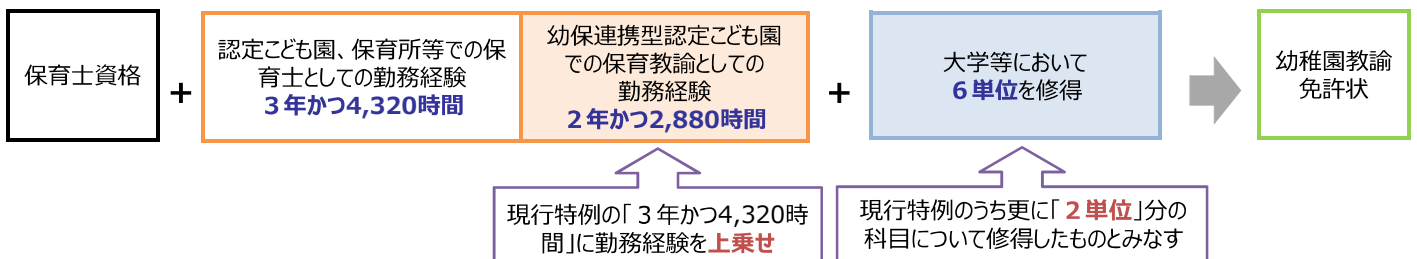 保育士資格
+
認定こども園、保育所等での保
育士としての勤務経験
３年かつ4,320時間
幼保連携型認定こども園
での保育教諭としての
勤務経験
２年かつ2,880時間
+
大学等において
６単位を修得
幼稚園教諭
免許状
現行特例の「３年かつ4,320時
間」に勤務経験を上乗せ
現行特例のうち更に「２単位」分の
科目について修得したものとみなす